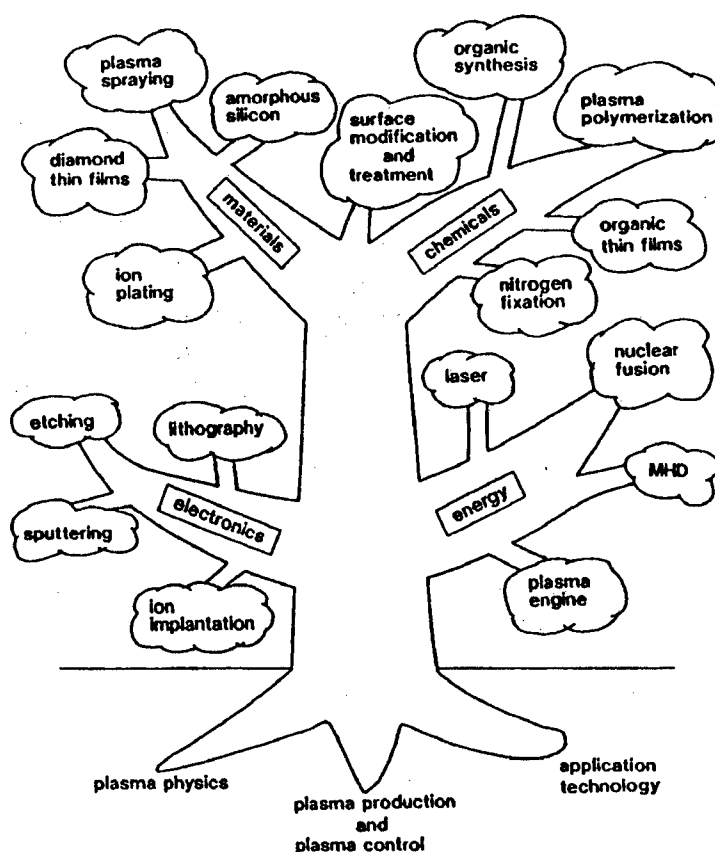 plasma
spraying
amorphous
silicon
diamond
thin films
materials
ion
plating
surface
modification
and
treatment
organic
synthesis
plasma
polymerization
chemicals
organic
thin films
nitrogen
fixation
etching
lithography
sputtering
electronics
ion
implantation
laser
nuclear
fusion
MHD
energy
plasma
engine
plasma physics
plasma production
and
plasma control
application
technology